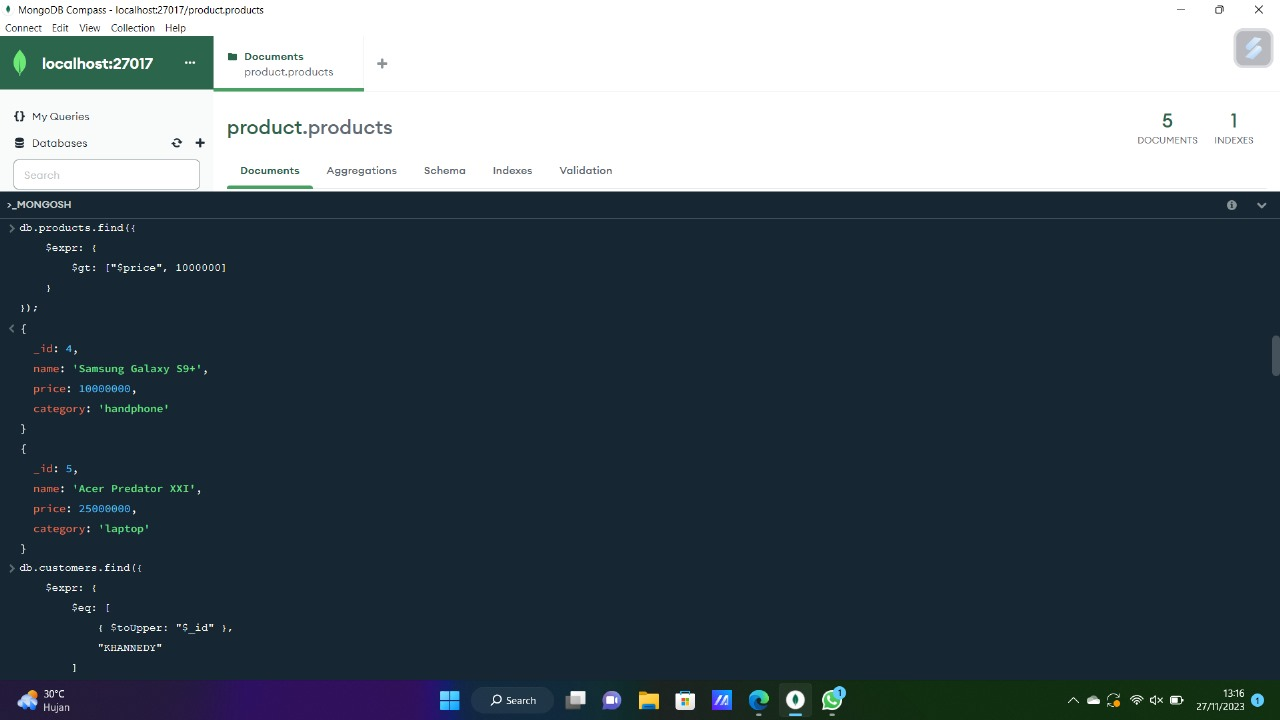 MongoDB Compass - localhost:27017/product.products
Connect Edit View Collection Help
localhost:27017 ...
Documents
product.products
+
{} My Queries
Databases
Search
product.products
5
DOCUMENTS
1
INDEXES
Documents Aggregations Schema Indexes Validation
>_MONGOSH
> db.products.find({
$expr: {
$gt: ["$price", 1000000]
}
});
< {
_id: 4,
name: 'Samsung Galaxy S9+',
price: 10000000,
category: 'handphone'
}
{
_id: 5,
name: 'Acer Predator XXI',
price: 25000000,
category: 'laptop'
}
> db.customers.find({
$expr: {
$eq: [
{ $toUpper: "$_id" },
"KHANNEDY"
]
30°C
Hujan
Search
1
13:16
27/11/2023
1